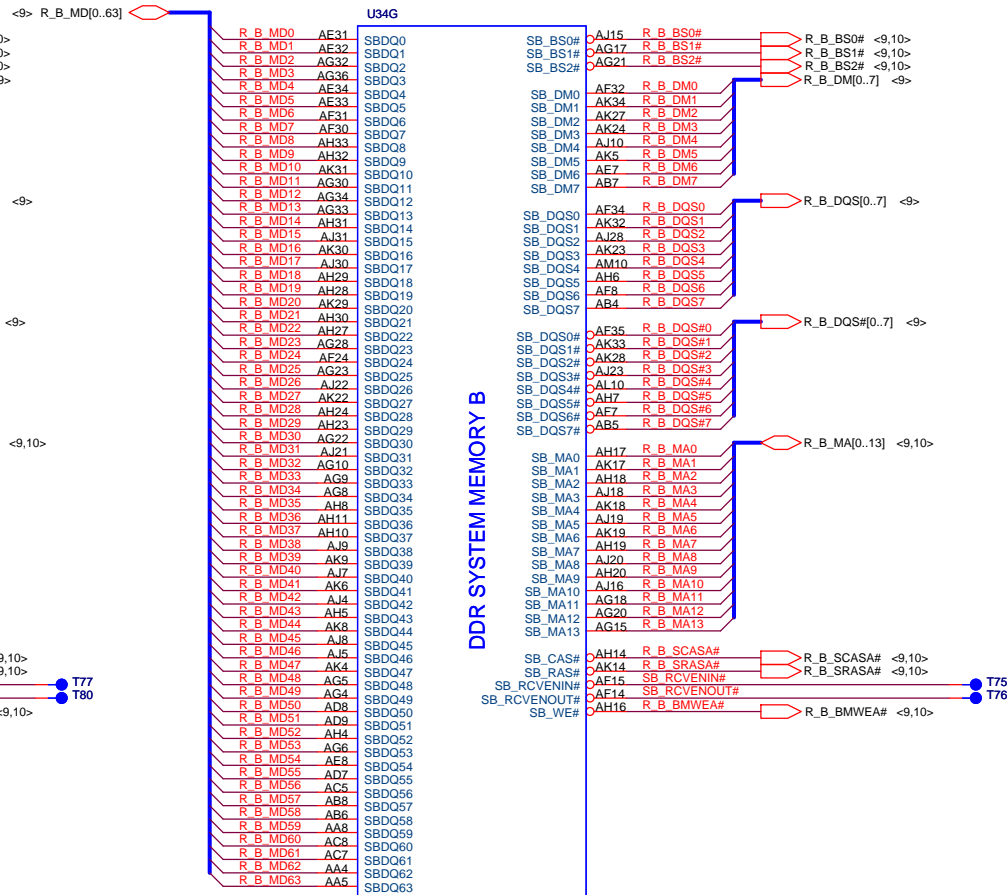 <9> R_B_MD[0..63]
U34G
DDR SYSTEM MEMORY B
R_B_MD0 AE31 SBDQ0
R_B_MD1 AE32 SBDQ1
R_B_MD2 AG32 SBDQ2
R_B_MD3 AG36 SBDQ3
R_B_MD4 AE34 SBDQ4
R_B_MD5 AE33 SBDQ5
R_B_MD6 AF31 SBDQ6
R_B_MD7 AF30 SBDQ7
R_B_MD8 AH33 SBDQ8
R_B_MD9 AH32 SBDQ9
R_B_MD10 AK31 SBDQ10
R_B_MD11 AG30 SBDQ11
R_B_MD12 AG34 SBDQ12
R_B_MD13 AG33 SBDQ13
R_B_MD14 AH31 SBDQ14
R_B_MD15 AJ31 SBDQ15
R_B_MD16 AK30 SBDQ16
R_B_MD17 AJ30 SBDQ17
R_B_MD18 AH29 SBDQ18
R_B_MD19 AH28 SBDQ19
R_B_MD20 AK29 SBDQ20
R_B_MD21 AH30 SBDQ21
R_B_MD22 AH27 SBDQ22
R_B_MD23 AG28 SBDQ23
R_B_MD24 AF24 SBDQ24
R_B_MD25 AG23 SBDQ25
R_B_MD26 AJ22 SBDQ26
R_B_MD27 AK22 SBDQ27
R_B_MD28 AH24 SBDQ28
R_B_MD29 AH23 SBDQ29
R_B_MD30 AG22 SBDQ30
R_B_MD31 AJ21 SBDQ31
R_B_MD32 AG10 SBDQ32
R_B_MD33 AG9 SBDQ33
R_B_MD34 AG8 SBDQ34
R_B_MD35 AH8 SBDQ35
R_B_MD36 AH11 SBDQ36
R_B_MD37 AH10 SBDQ37
R_B_MD38 AJ9 SBDQ38
R_B_MD39 AK9 SBDQ39
R_B_MD40 AJ7 SBDQ40
R_B_MD41 AK6 SBDQ41
R_B_MD42 AJ4 SBDQ42
R_B_MD43 AH5 SBDQ43
R_B_MD44 AK8 SBDQ44
R_B_MD45 AJ8 SBDQ45
R_B_MD46 AJ5 SBDQ46
R_B_MD47 AK4 SBDQ47
R_B_MD48 AG5 SBDQ48
R_B_MD49 AG4 SBDQ49
R_B_MD50 AD8 SBDQ50
R_B_MD51 AD9 SBDQ51
R_B_MD52 AH4 SBDQ52
R_B_MD53 AG6 SBDQ53
R_B_MD54 AE8 SBDQ54
R_B_MD55 AD7 SBDQ55
R_B_MD56 AC5 SBDQ56
R_B_MD57 AB8 SBDQ57
R_B_MD58 AB6 SBDQ58
R_B_MD59 AA8 SBDQ59
R_B_MD60 AC8 SBDQ60
R_B_MD61 AC7 SBDQ61
R_B_MD62 AA4 SBDQ62
R_B_MD63 AA5 SBDQ63
SB_BS0# AJ15 R_B_BS0# R_B_BS0# <9,10>
SB_BS1# AG17 R_B_BS1# R_B_BS1# <9,10>
SB_BS2# AG21 R_B_BS2# R_B_BS2# <9,10>
R_B_DM[0..7] <9>
SB_DM0 AF32 R_B_DM0
SB_DM1 AK34 R_B_DM1
SB_DM2 AK27 R_B_DM2
SB_DM3 AK24 R_B_DM3
SB_DM4 AJ10 R_B_DM4
SB_DM5 AK5 R_B_DM5
SB_DM6 AE7 R_B_DM6
SB_DM7 AB7 R_B_DM7
R_B_DQS[0..7] <9>
SB_DQS0 AF34 R_B_DQS0
SB_DQS1 AK32 R_B_DQS1
SB_DQS2 AJ28 R_B_DQS2
SB_DQS3 AK23 R_B_DQS3
SB_DQS4 AM10 R_B_DQS4
SB_DQS5 AH6 R_B_DQS5
SB_DQS6 AF8 R_B_DQS6
SB_DQS7 AB4 R_B_DQS7
R_B_DQS#[0..7] <9>
SB_DQS0# AF35 R_B_DQS#0
SB_DQS1# AK33 R_B_DQS#1
SB_DQS2# AK28 R_B_DQS#2
SB_DQS3# AJ23 R_B_DQS#3
SB_DQS4# AL10 R_B_DQS#4
SB_DQS5# AH7 R_B_DQS#5
SB_DQS6# AF7 R_B_DQS#6
SB_DQS7# AB5 R_B_DQS#7
R_B_MA[0..13] <9,10>
SB_MA0 AH17 R_B_MA0
SB_MA1 AK17 R_B_MA1
SB_MA2 AH18 R_B_MA2
SB_MA3 AJ18 R_B_MA3
SB_MA4 AK18 R_B_MA4
SB_MA5 AJ19 R_B_MA5
SB_MA6 AK19 R_B_MA6
SB_MA7 AH19 R_B_MA7
SB_MA8 AJ20 R_B_MA8
SB_MA9 AH20 R_B_MA9
SB_MA10 AJ16 R_B_MA10
SB_MA11 AG18 R_B_MA11
SB_MA12 AG20 R_B_MA12
SB_MA13 AG15 R_B_MA13
SB_CAS# AH14 R_B_SCASA# R_B_SCASA# <9,10>
SB_RAS# AK14 R_B_SRASA# R_B_SRASA# <9,10>
SB_RCVENIN# AF15 SB_RCVENIN# T75
SB_RCVENOUT# AF14 SB_RCVENOUT# T76
SB_WE# AH16 R_B_BMWEA# R_B_BMWEA# <9,10>
<9>
<9>
<9,10>
T77
T80
<9,10>